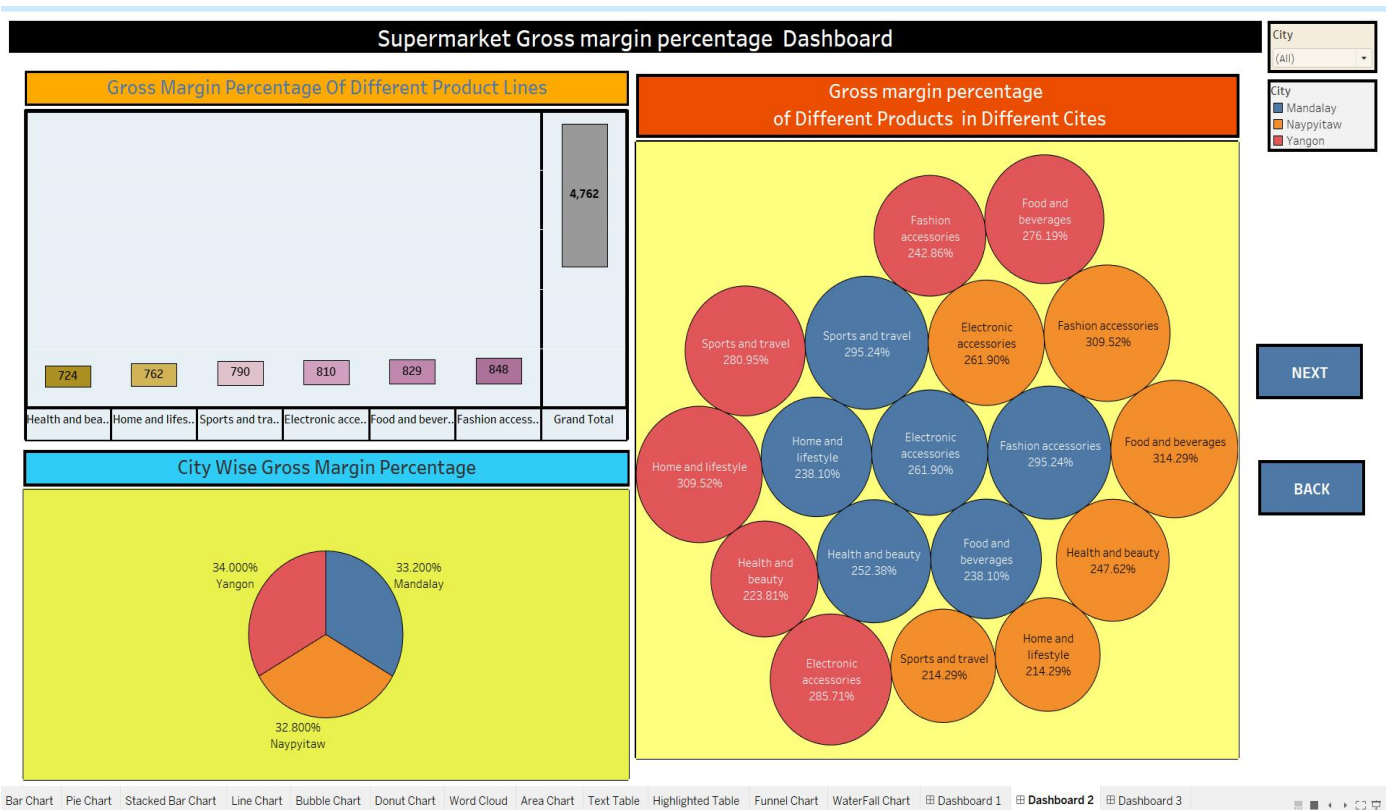 Supermarket Gross margin percentage Dashboard
City
(All)
City
Mandalay
Naypyitaw
Yangon
Gross Margin Percentage Of Different Product Lines
4,762
724
762
790
810
829
848
Health and bea..
Home and lifes..
Sports and tra..
Electronic acce..
Food and bever..
Fashion access..
Grand Total
City Wise Gross Margin Percentage
34.000%
Yangon
33.200%
Mandalay
32.800%
Naypyitaw
Gross margin percentage
of Different Products in Different Cites
Food and
beverages
276.19%
Fashion
accessories
242.86%
Sports and travel
280.95%
Sports and travel
295.24%
Electronic
accessories
261.90%
Fashion accessories
309.52%
Home and lifestyle
309.52%
Home and
lifestyle
238.10%
Electronic
accessories
261.90%
Fashion accessories
295.24%
Food and beverages
314.29%
Health and
beauty
223.81%
Health and beauty
252.38%
Food and
beverages
238.10%
Health and beauty
247.62%
Electronic
accessories
285.71%
Sports and travel
214.29%
Home and
lifestyle
214.29%
NEXT
BACK
Bar Chart
Pie Chart
Stacked Bar Chart
Line Chart
Bubble Chart
Donut Chart
Word Cloud
Area Chart
Text Table
Highlighted Table
Funnel Chart
WaterFall Chart
Dashboard 1
Dashboard 2
Dashboard 3